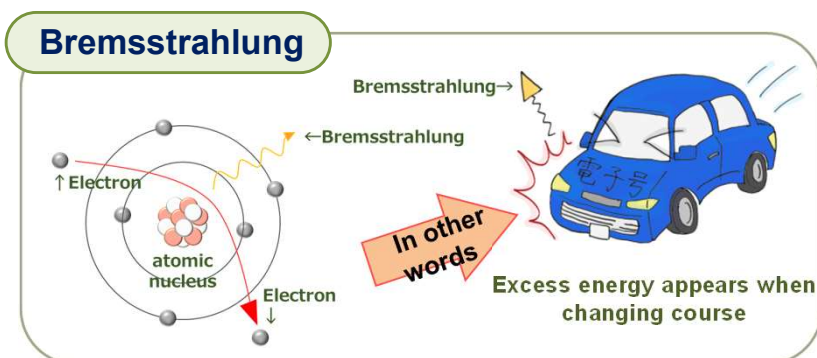 Bremsstrahlung
Bremsstrahlung→
←Bremsstrahlung
↑Electron
atomic
nucleus
Electron
↓
In other
words
電子号
Excess energy appears when
changing course